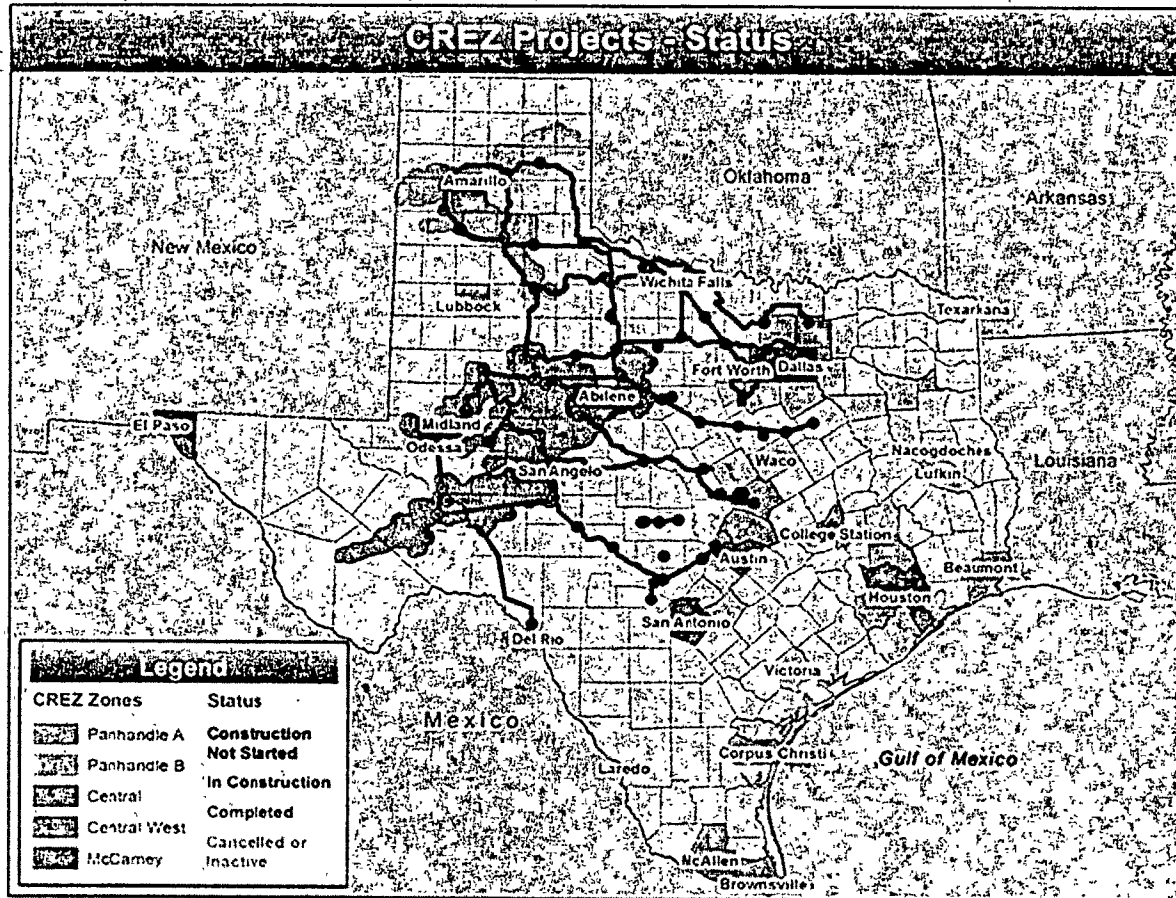 CREZ Projects - Status
Amarillo
Oklahoma
Arkansas
New Mexico
Wichita Falls
Lubbock
Texarkana
Fort Worth
Dallas
Abilene
El Paso
Midland
Odessa
Waco
Nacogdoches
Lufkin
Louisiana
San Angelo
College Station
Austin
Beaumont
Houston
San Antonio
Del Rio
Victoria
Mexico
Corpus Christi
Gulf of Mexico
Laredo
McAllen
Brownsville
Legend
CREZ Zones
Panhandle A
Panhandle B
Central
Central West
McCamey
Status
Construction
Not Started
In Construction
Completed
Cancelled or
Inactive